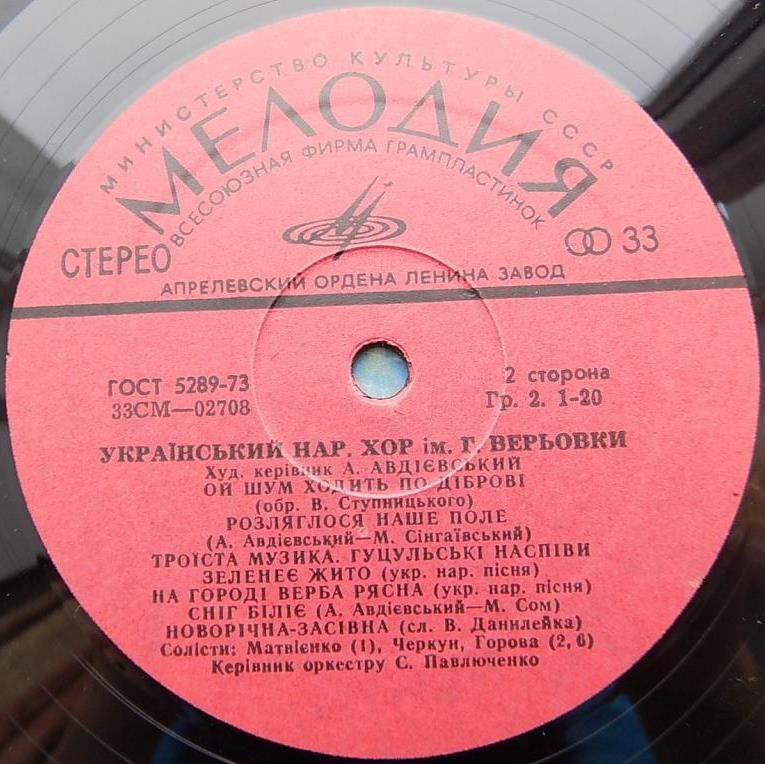 МИНИСТЕРСТВО КУЛЬТУРЫ СССР
МЕЛОДИЯ
ВСЕСОЮЗНАЯ ФИРМА ГРАМПЛАСТИНОК
СТЕРЕО
33
АПРЕЛЕВСКИЙ ОРДЕНА ЛЕНИНА ЗАВОД
ГОСТ 5289-73
2 сторона
33СМ—02708
Гр. 2. 1-20
УКРАЇНСЬКИЙ НАР. ХОР ім. Г. ВЕРЬОВКИ
Худ. керівник А. АВДІЄВСЬКИЙ
ОЙ ШУМ ХОДИТЬ ПО ДІБРОВІ
(обр. В. Ступницького)
РОЗЛЯГЛОСЯ НАШЕ ПОЛЕ
(А. Авдієвський—М. Сінгаївський)
ТРОЇСТА МУЗИКА. ГУЦУЛЬСЬКІ НАСПІВИ
ЗЕЛЕНЕЄ ЖИТО (укр. нар. пісня)
НА ГОРОДІ ВЕРБА РЯСНА (укр. нар. пісня)
СНІГ БІЛІЄ (А. Авдієвський—М. Сом)
НОВОРІЧНА-ЗАСІВНА (сл. В. Данилейка)
Солісти: Матвієнко (1), Черкун, Горова (2,6)
Керівник оркестру С. Павлюченко